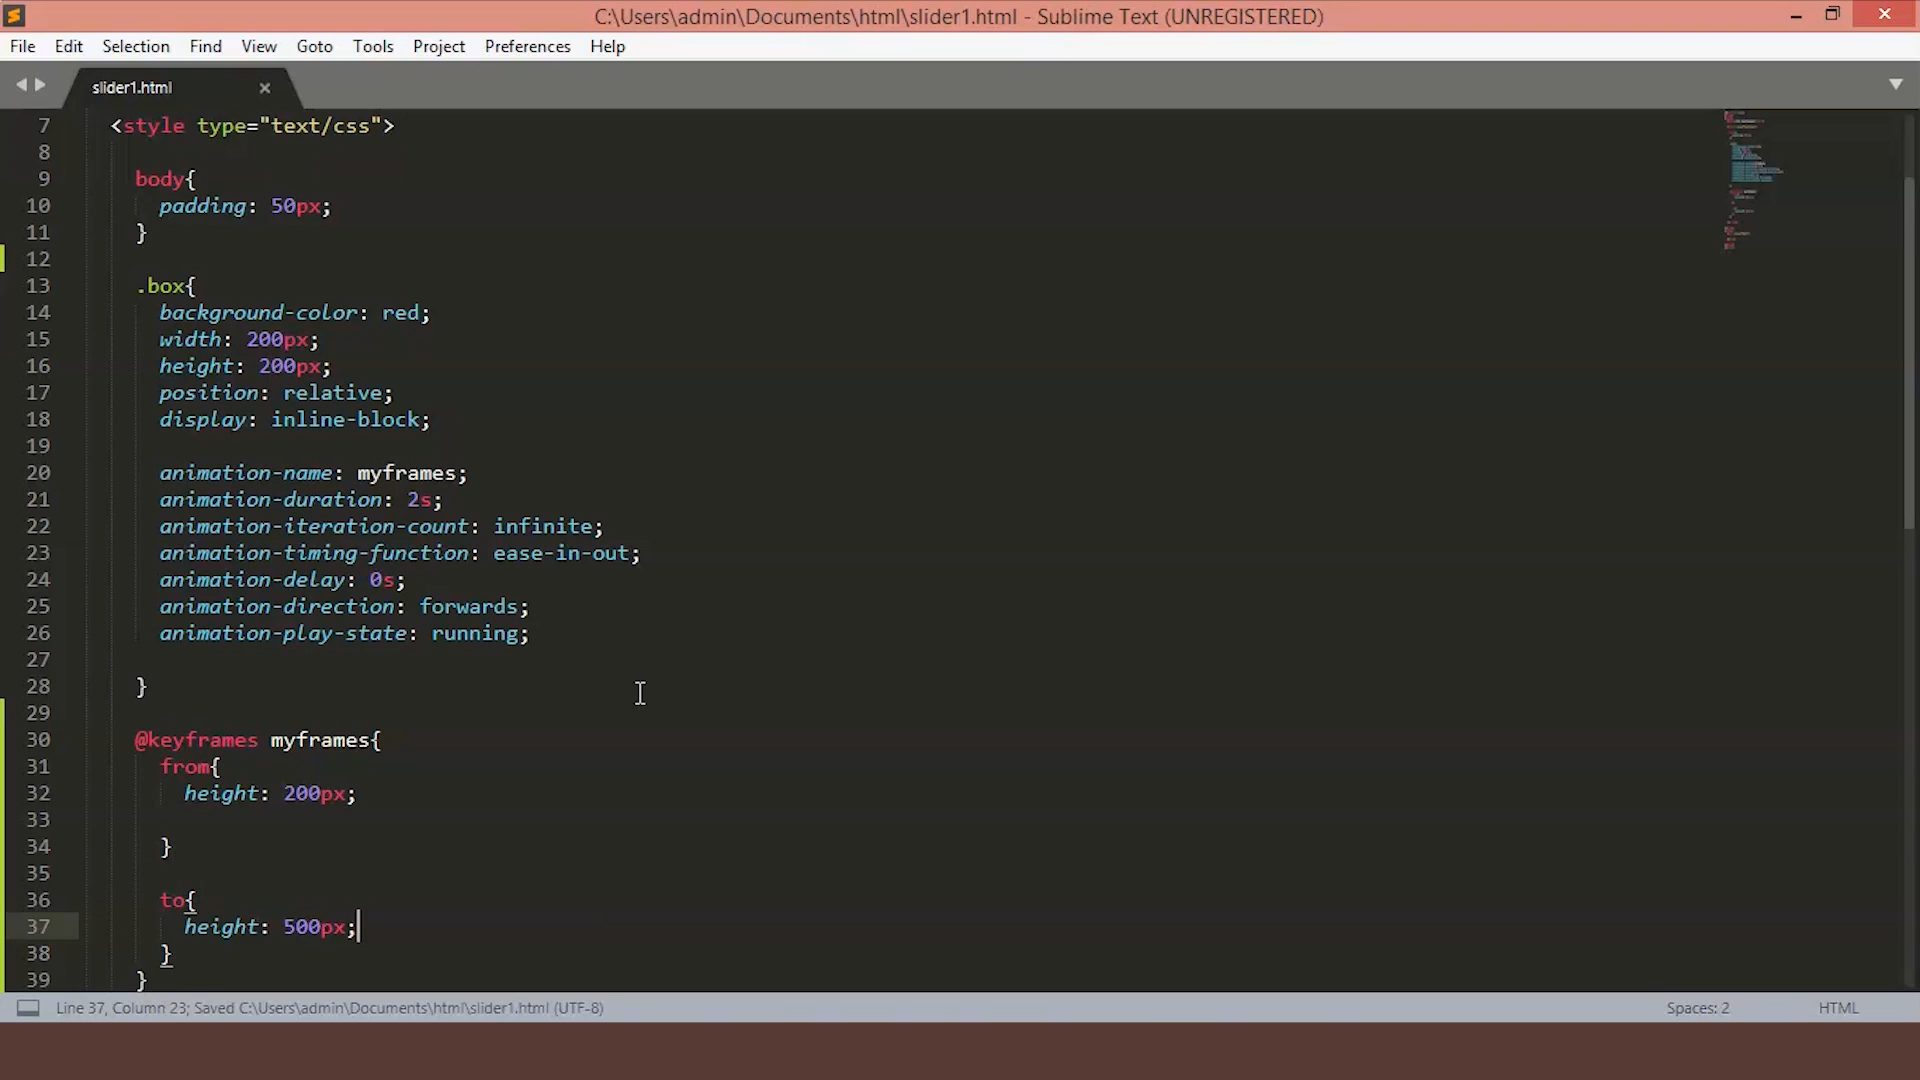 C:\Users\admin\Documents\html\slider1.html - Sublime Text (UNREGISTERED)
File Edit Selection Find View Goto Tools Project Preferences Help
slider1.html
7 <style type="text/css">
8
9 body{
10 padding: 50px;
11 }
12
13 .box{
14 background-color: red;
15 width: 200px;
16 height: 200px;
17 position: relative;
18 display: inline-block;
19
20 animation-name: myframes;
21 animation-duration: 2s;
22 animation-iteration-count: infinite;
23 animation-timing-function: ease-in-out;
24 animation-delay: 0s;
25 animation-direction: forwards;
26 animation-play-state: running;
27
28 }
29
30 @keyframes myframes{
31 from{
32 height: 200px;
33
34 }
35
36 to{
37 height: 500px;
38 }
39 }
Line 37, Column 23; Saved C:\Users\admin\Documents\html\slider1.html (UTF-8) Spaces: 2 HTML